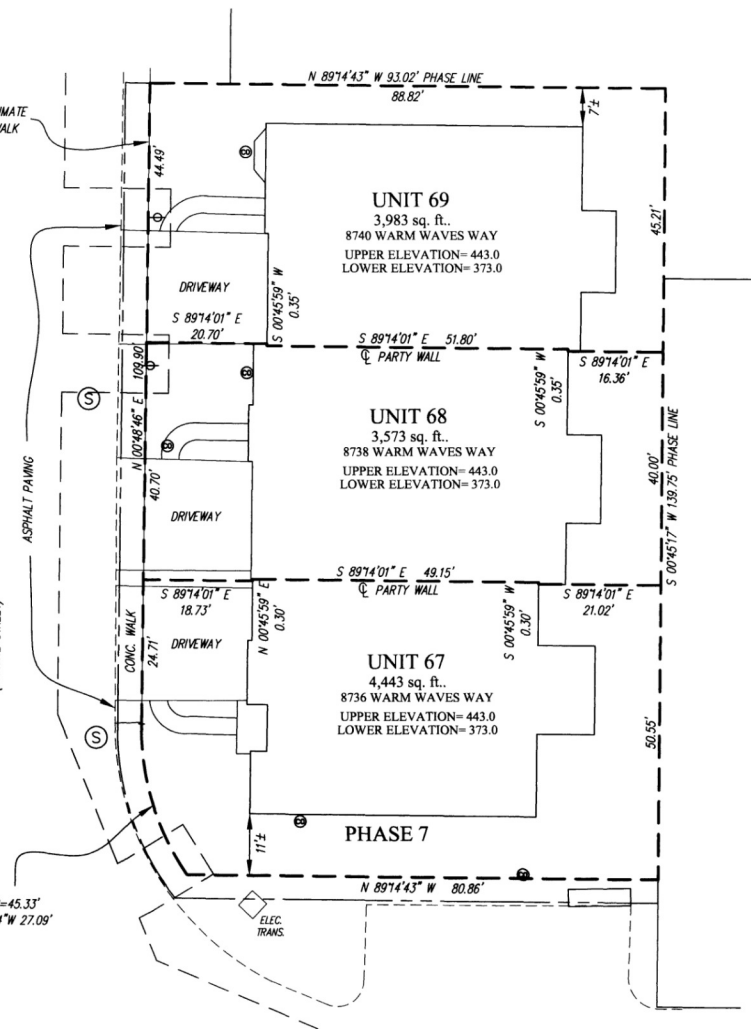 N 89°14'43" W 93.02' PHASE LINE
88.82'
7'±
44.49'
UNIT 69
3,983 sq. ft..
8740 WARM WAVES WAY
UPPER ELEVATION= 443.0
LOWER ELEVATION= 373.0
45.21'
DRIVEWAY
S 00°45'59" W
0.35'
S 89°14'01" E
20.70'
S 89°14'01" E 51.80'
℄ PARTY WALL
S 89°14'01" E
16.36'
S 00°45'59" W
0.35'
N 00°48'46" E 109.90'
S
UNIT 68
3,573 sq. ft..
8738 WARM WAVES WAY
UPPER ELEVATION= 443.0
LOWER ELEVATION= 373.0
40.00'
S 00°45'17" W 139.75' PHASE LINE
ASPHALT PAVING
40.70'
DRIVEWAY
S 89°14'01" E 49.15'
℄ PARTY WALL
S 89°14'01" E
18.73'
N 00°45'59" E
0.30'
S 00°45'59" W
0.30'
S 89°14'01" E
21.02'
CONC. WALK
24.71'
DRIVEWAY
UNIT 67
4,443 sq. ft..
8736 WARM WAVES WAY
UPPER ELEVATION= 443.0
LOWER ELEVATION= 373.0
50.55'
S
11'±
PHASE 7
N 89°14'43" W 80.86'
=45.33'
"W 27.09'
ELEC.
TRANS.